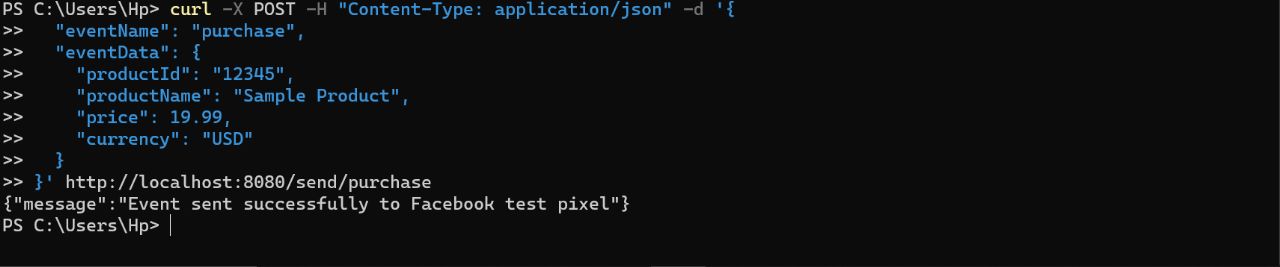 PS C:\Users\Hp> curl -X POST -H "Content-Type: application/json" -d '{
>>   "eventName": "purchase",
>>   "eventData": {
>>     "productId": "12345",
>>     "productName": "Sample Product",
>>     "price": 19.99,
>>     "currency": "USD"
>>   }
>> }' http://localhost:8080/send/purchase
{"message":"Event sent successfully to Facebook test pixel"}
PS C:\Users\Hp>